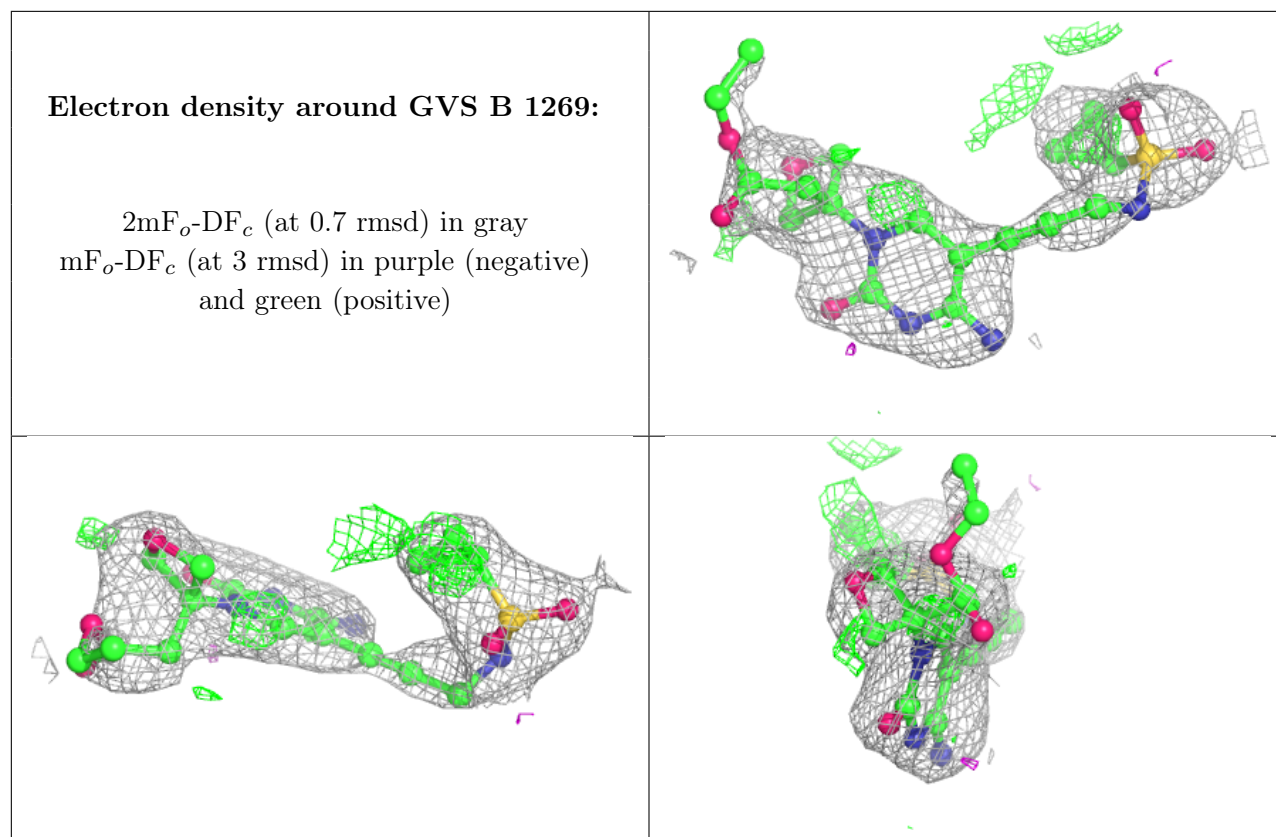 Electron density around GVS B 1269:
2mFo-DFc (at 0.7 rmsd) in gray
mFo-DFc (at 3 rmsd) in purple (negative)
and green (positive)